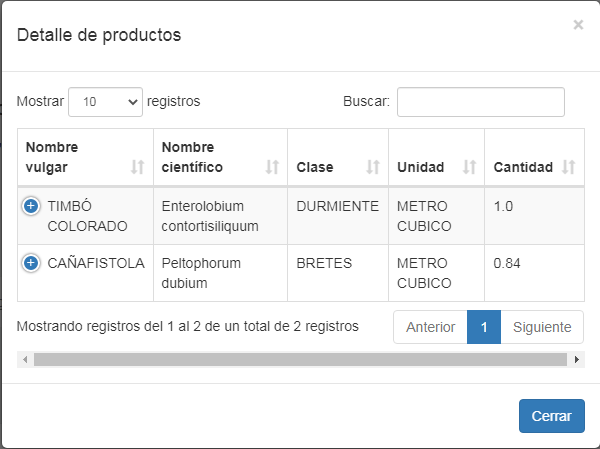 Detalle de productos
×
Mostrar 10 registros Buscar:
Nombre vulgar Nombre científico Clase Unidad Cantidad
TIMBÓ COLORADO Enterolobium contortisiliquum DURMIENTE METRO CUBICO 1.0
CAÑAFISTOLA Peltophorum dubium BRETES METRO CUBICO 0.84
Mostrando registros del 1 al 2 de un total de 2 registros Anterior 1 Siguiente
Cerrar